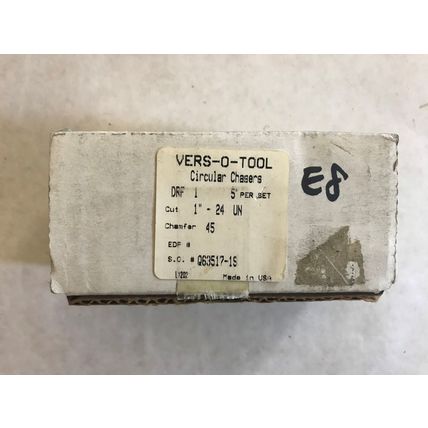 VERS-O-TOOL
Circular Chasers
DRF 1 5 PER SET
Cut 1" - 24 UN
Chamfer 45
EDP #
S.O. # Q63517-1S
Made in USA
E8